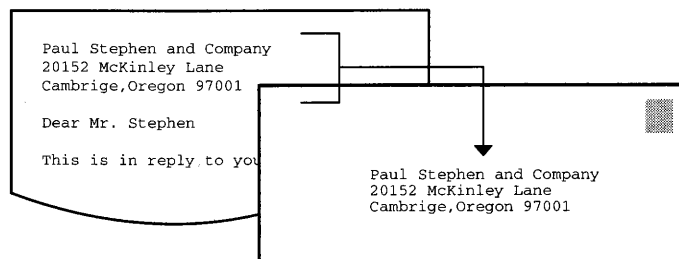 Paul Stephen and Company
20152 McKinley Lane
Cambrige,Oregon 97001
Dear Mr. Stephen
This is in reply to you
Paul Stephen and Company
20152 McKinley Lane
Cambrige,Oregon 97001